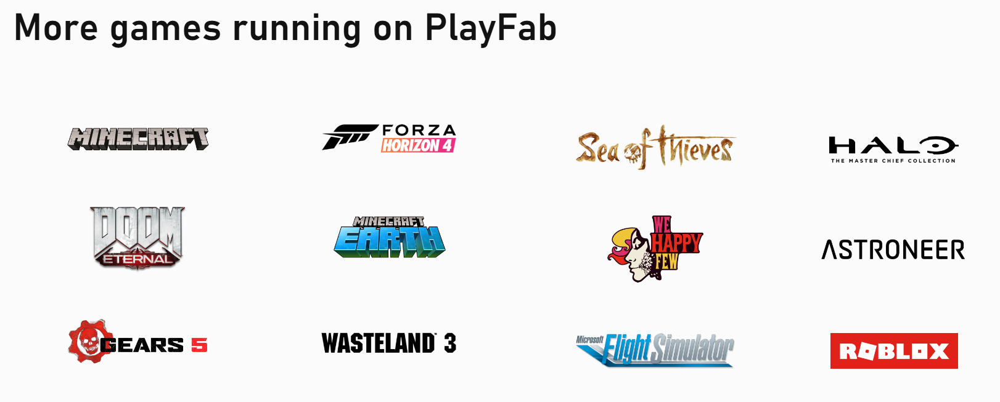 More games running on PlayFab
MINECRAFT
FORZA
HORIZON 4
Sea of Thieves
HALO
THE MASTER CHIEF COLLECTION
DOOM
ETERNAL
MINECRAFT
EARTH
WE
HAPPY
FEW
ASTRONEER
GEARS 5
WASTELAND™ 3
Microsoft Flight Simulator
ROBLOX